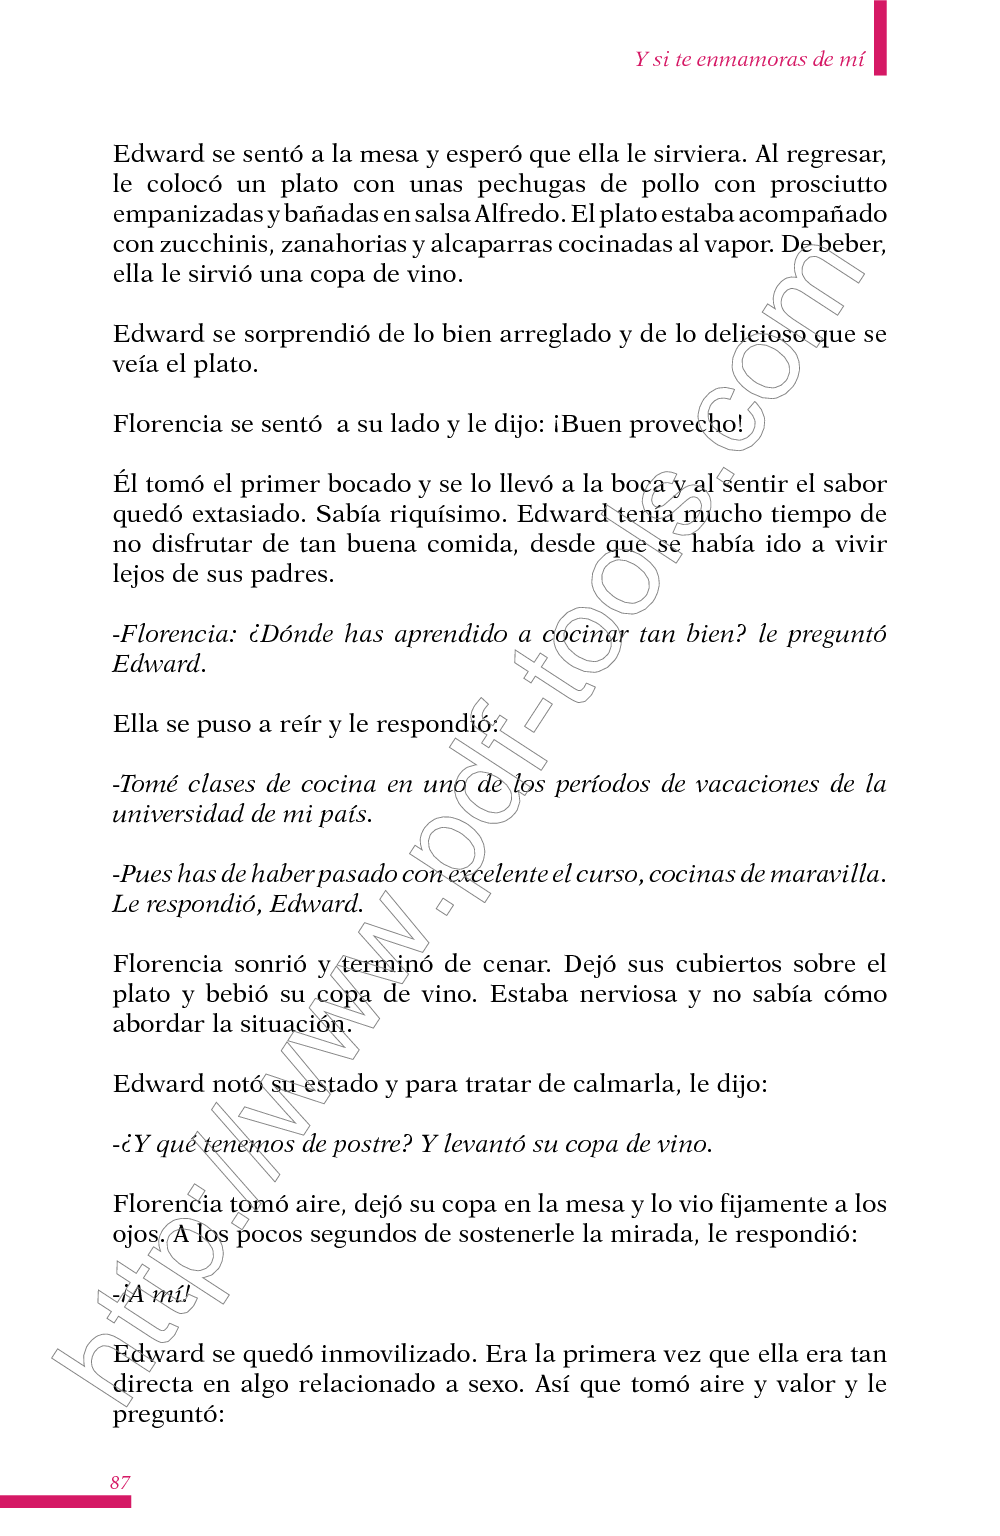 Y si te enmamoras de mí
Edward se sentó a la mesa y esperó que ella le sirviera. Al regresar,
le colocó un plato con unas pechugas de pollo con prosciutto
empanizadas y bañadas en salsa Alfredo. El plato estaba acompañado
con zucchinis, zanahorias y alcaparras cocinadas al vapor. De beber,
ella le sirvió una copa de vino.
Edward se sorprendió de lo bien arreglado y de lo delicioso que se
veía el plato.
Florencia se sentó  a su lado y le dijo: ¡Buen provecho!
Él tomó el primer bocado y se lo llevó a la boca y al sentir el sabor
quedó extasiado. Sabía riquísimo. Edward tenía mucho tiempo de
no disfrutar de tan buena comida, desde que se había ido a vivir
lejos de sus padres.
-Florencia: ¿Dónde has aprendido a cocinar tan bien? le preguntó
Edward.
Ella se puso a reír y le respondió:
-Tomé clases de cocina en uno de los períodos de vacaciones de la
universidad de mi país.
-Pues has de haber pasado con excelente el curso, cocinas de maravilla.
Le respondió, Edward.
Florencia sonrió y terminó de cenar. Dejó sus cubiertos sobre el
plato y bebió su copa de vino. Estaba nerviosa y no sabía cómo
abordar la situación.
Edward notó su estado y para tratar de calmarla, le dijo:
-¿Y qué tenemos de postre? Y levantó su copa de vino.
Florencia tomó aire, dejó su copa en la mesa y lo vio fijamente a los
ojos. A los pocos segundos de sostenerle la mirada, le respondió:
-¡A mí!
Edward se quedó inmovilizado. Era la primera vez que ella era tan
directa en algo relacionado a sexo. Así que tomó aire y valor y le
preguntó:
87
http://www.pdf-tools.com